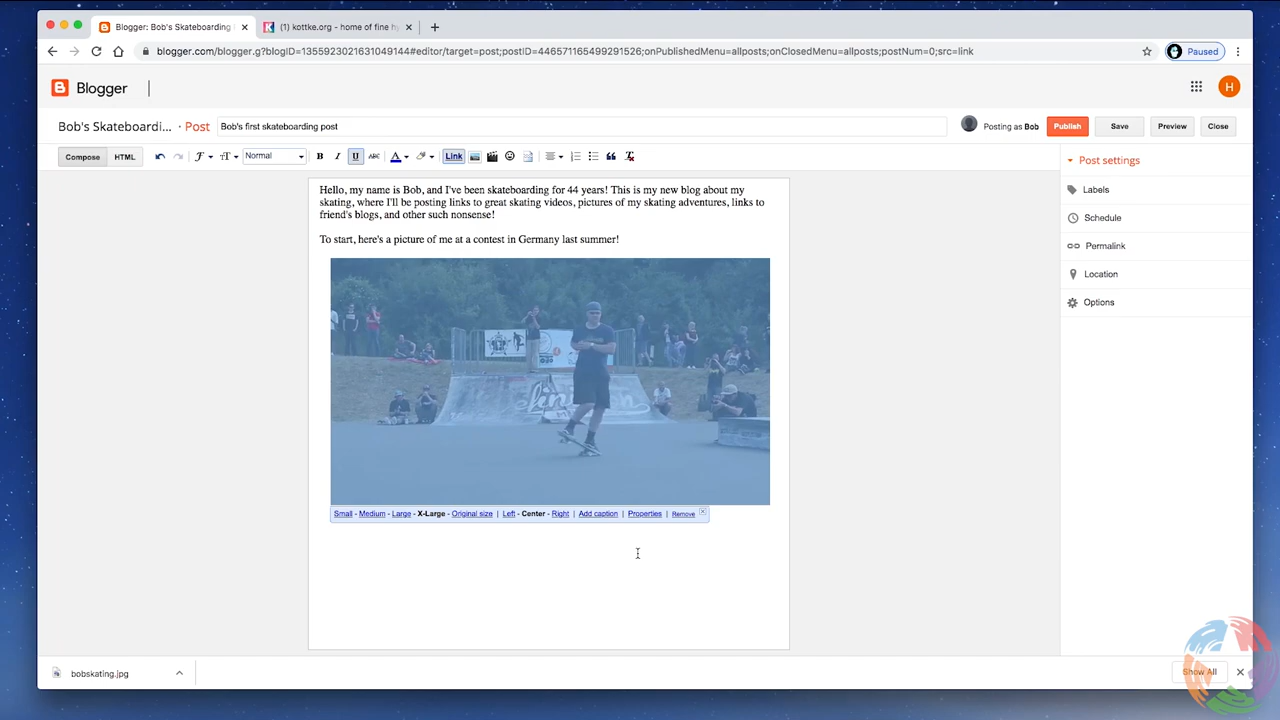 Blogger: Bob's Skateboarding
(1) kottke.org - home of fine hy
blogger.com/blogger.g?blogID=1355923021631049144#editor/target=post;postID=446571165499291526;onPublishedMenu=allposts;onClosedMenu=allposts;postNum=0;src=link
Paused
Blogger
H
Bob's Skateboardi... · Post
Bob's first skateboarding post
Posting as Bob
Publish
Save
Preview
Close
Compose
HTML
Normal
B I U ABC A
Link
Post settings
Labels
Schedule
Permalink
Location
Options
Hello, my name is Bob, and I've been skateboarding for 44 years! This is my new blog about my
skating, where I'll be posting links to great skating videos, pictures of my skating adventures, links to
friend's blogs, and other such nonsense!
To start, here's a picture of me at a contest in Germany last summer!
Small - Medium - Large - X-Large - Original size | Left - Center - Right | Add caption | Properties | Remove
bobskating.jpg
Show All